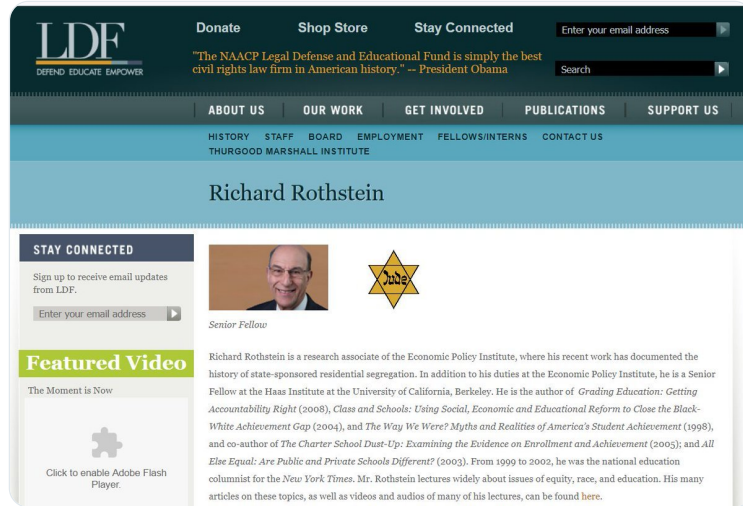 LDF
DEFEND EDUCATE EMPOWER
Donate Shop Store Stay Connected
Enter your email address
"The NAACP Legal Defense and Educational Fund is simply the best
civil rights law firm in American history." -- President Obama
Search
ABOUT US OUR WORK GET INVOLVED PUBLICATIONS SUPPORT US
HISTORY STAFF BOARD EMPLOYMENT FELLOWS/INTERNS CONTACT US
THURGOOD MARSHALL INSTITUTE
Richard Rothstein
STAY CONNECTED
Sign up to receive email updates
from LDF.
Enter your email address
Featured Video
The Moment is Now
Click to enable Adobe Flash
Player.
Jude
Senior Fellow
Richard Rothstein is a research associate of the Economic Policy Institute, where his recent work has documented the
history of state-sponsored residential segregation. In addition to his duties at the Economic Policy Institute, he is a Senior
Fellow at the Haas Institute at the University of California, Berkeley. He is the author of Grading Education: Getting
Accountability Right (2008), Class and Schools: Using Social, Economic and Educational Reform to Close the Black-
White Achievement Gap (2004), and The Way We Were? Myths and Realities of America's Student Achievement (1998),
and co-author of The Charter School Dust-Up: Examining the Evidence on Enrollment and Achievement (2005); and All
Else Equal: Are Public and Private Schools Different? (2003). From 1999 to 2002, he was the national education
columnist for the New York Times. Mr. Rothstein lectures widely about issues of equity, race, and education. His many
articles on these topics, as well as videos and audios of many of his lectures, can be found here.